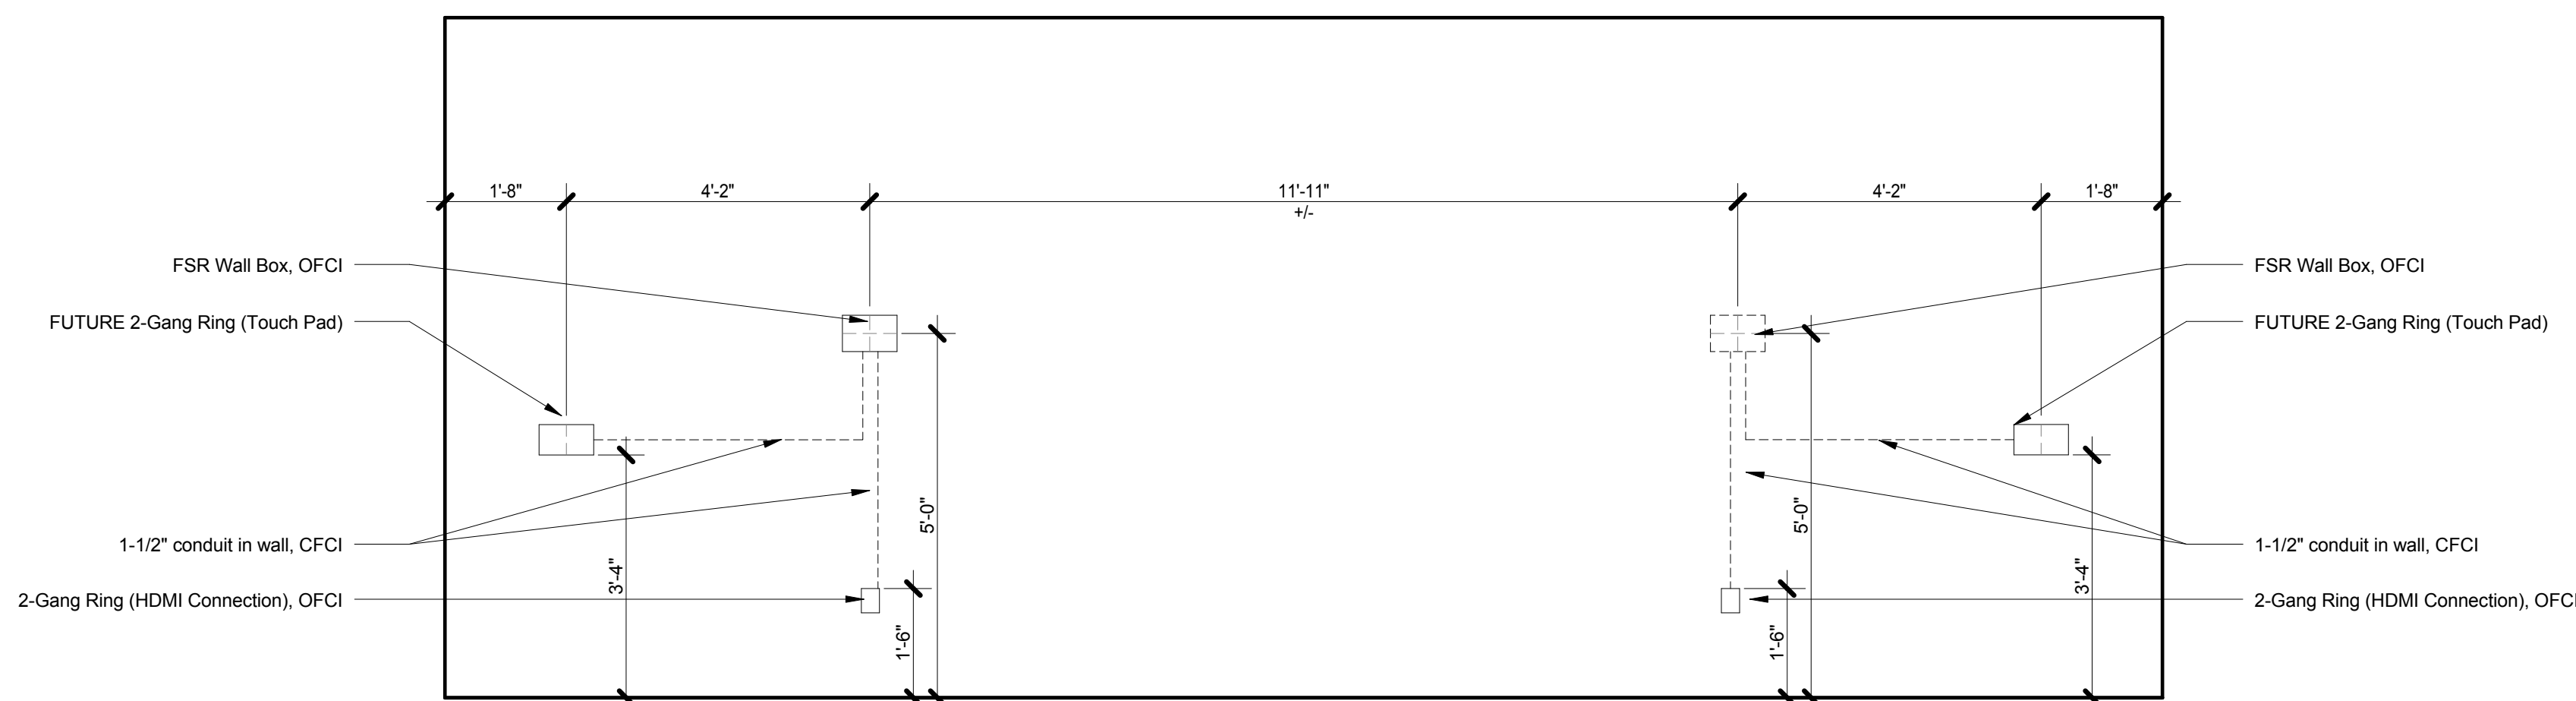 1'-8"
4'-2"
11'-11"
+/-
4'-2"
1'-8"
FSR Wall Box, OFCI
FUTURE 2-Gang Ring (Touch Pad)
1-1/2" conduit in wall, CFCI
2-Gang Ring (HDMI Connection), OFCI
3'-4"
1'-6"
5'-0"
1'-6"
5'-0"
3'-4"
FSR Wall Box, OFCI
FUTURE 2-Gang Ring (Touch Pad)
1-1/2" conduit in wall, CFCI
2-Gang Ring (HDMI Connection), OFCI